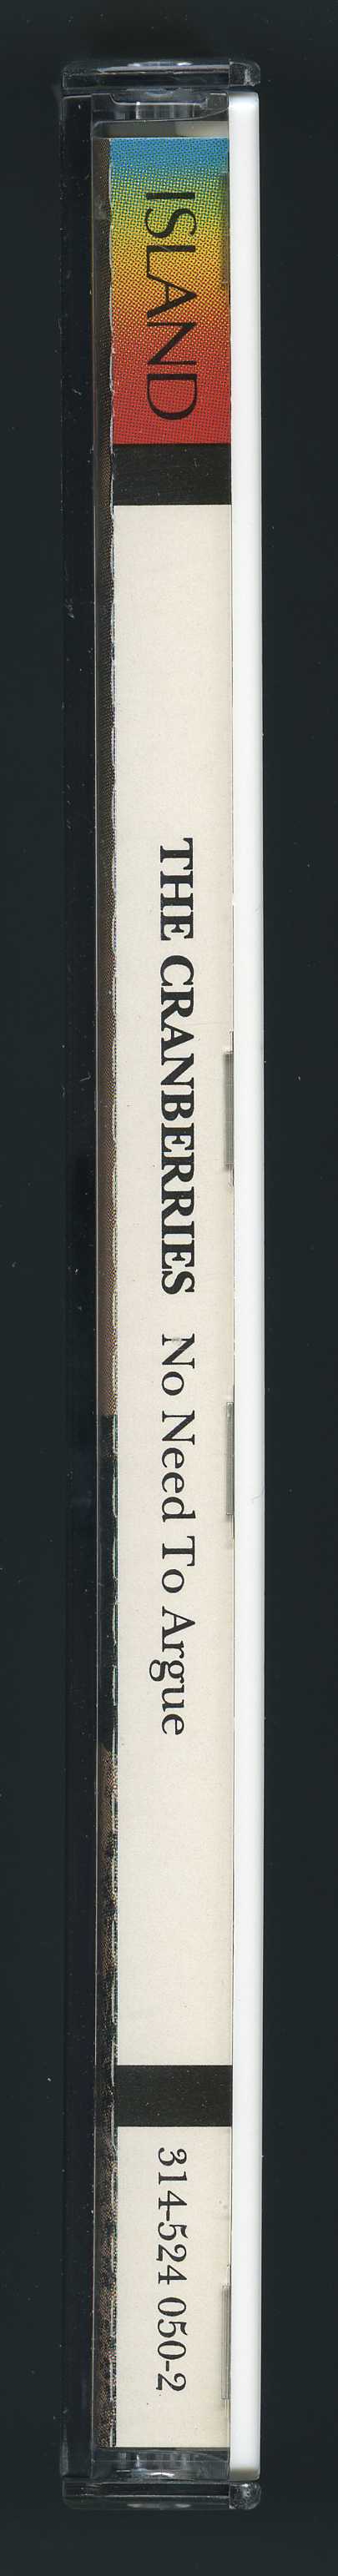 ISLAND
THE CRANBERRIES No Need To Argue
314-524 050-2